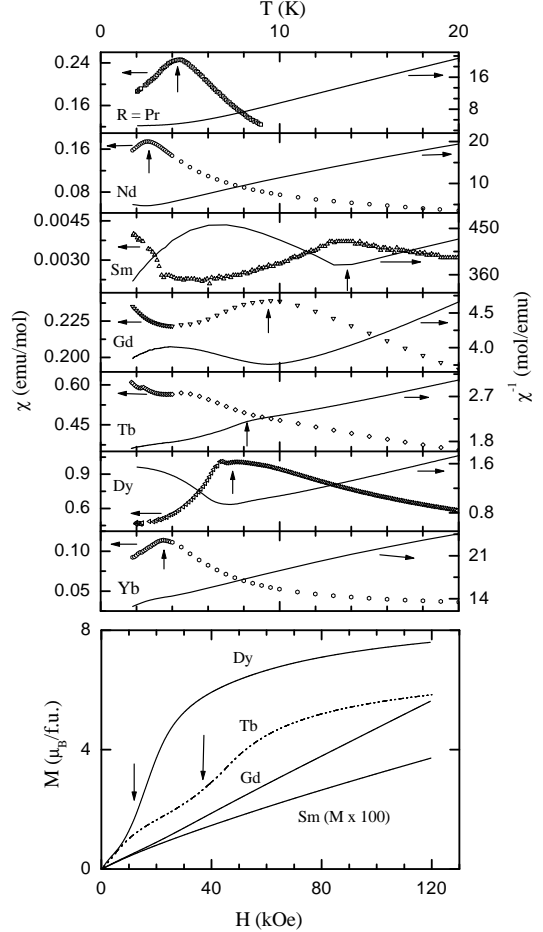 T (K)
0 10 20
0.24
0.16
R = Pr
24
16
8
0.16
0.08
Nd
20
10
0.0045
0.0030
Sm
450
360
0.225
0.200
Gd
4.5
3.8
χ (emu/mol)
χ⁻¹ (mol/emu)
0.60
0.45
Tb
2.7
1.8
0.9
0.6
Dy
1.6
0.8
0.10
0.05
Yb
21
14
8
4
0
M (μB/f.u.)
Dy
Tb
Gd
Sm (M x 100)
0 40 80 120
H (kOe)